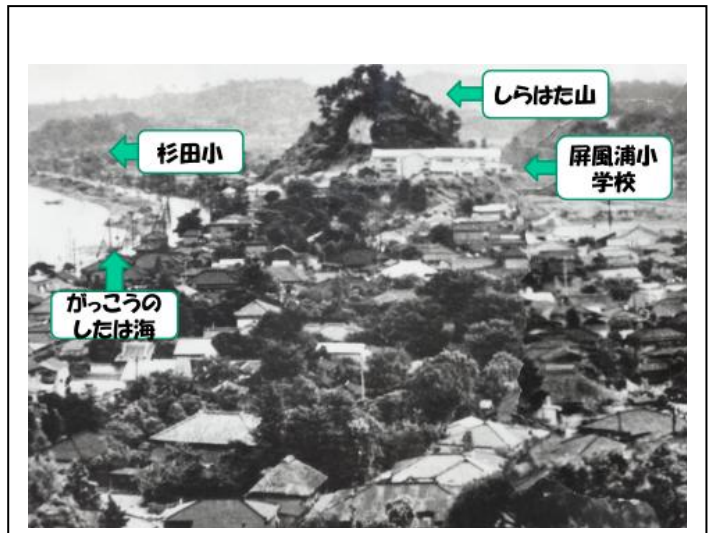 しらはた山
杉田小
屏風浦小
学校
がっこうの
したは海